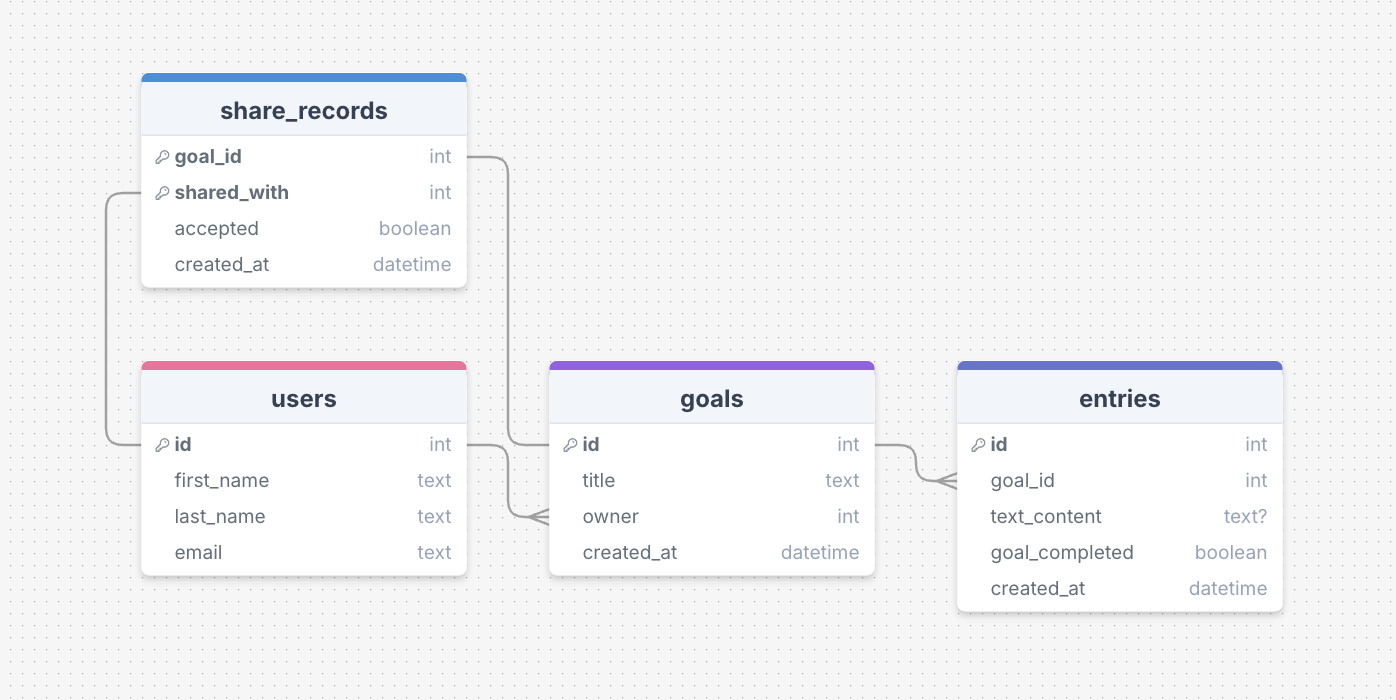 share_records
goal_id int
shared_with int
accepted boolean
created_at datetime
users
id int
first_name text
last_name text
email text
goals
id int
title text
owner int
created_at datetime
entries
id int
goal_id int
text_content text?
goal_completed boolean
created_at datetime